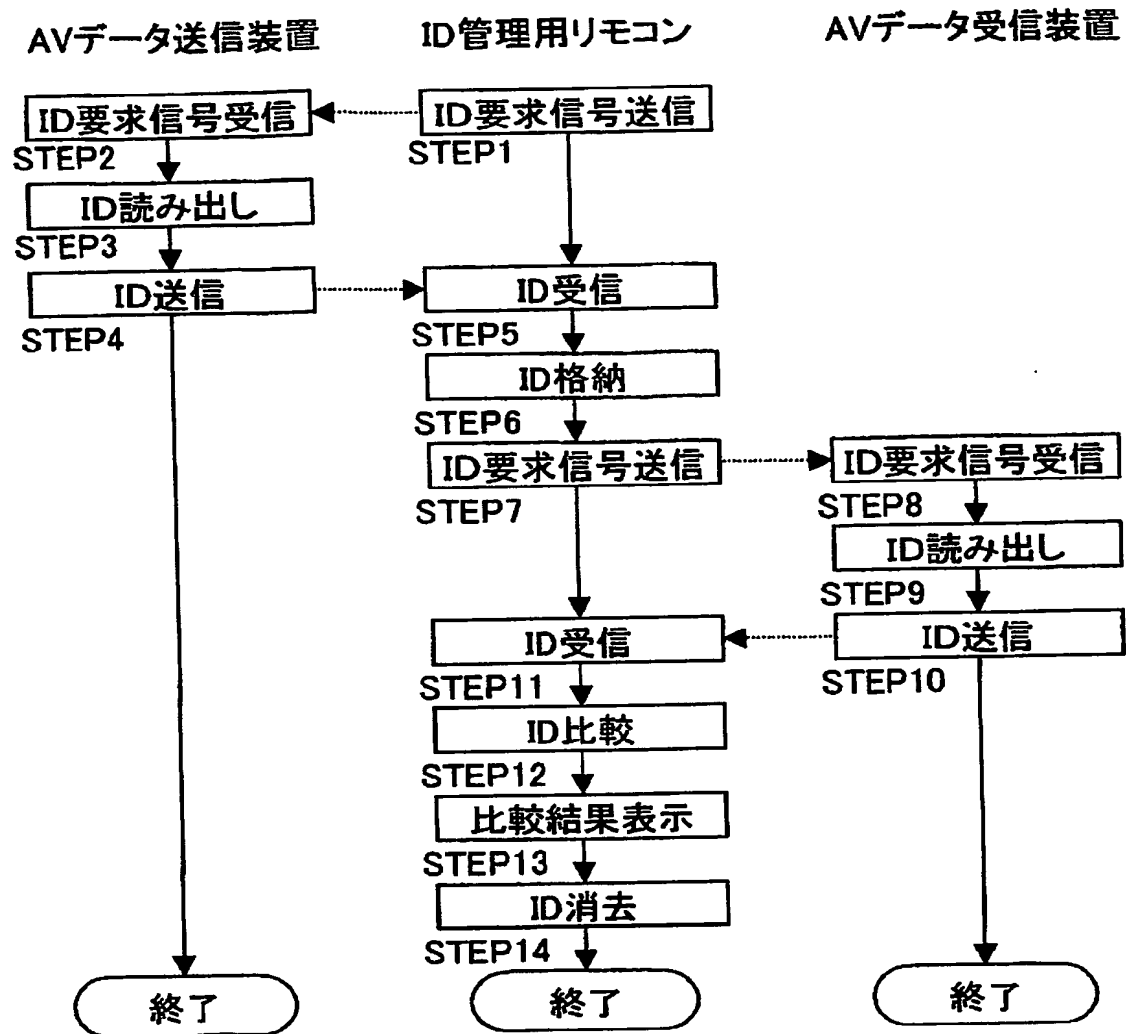 AVデータ送信装置
ID管理用リモコン
AVデータ受信装置
ID要求信号受信
ID要求信号送信
STEP2
STEP1
ID読み出し
STEP3
ID送信
ID受信
STEP4
STEP5
ID格納
STEP6
ID要求信号送信
ID要求信号受信
STEP7
STEP8
ID読み出し
STEP9
ID受信
ID送信
STEP11
STEP10
ID比較
STEP12
比較結果表示
STEP13
ID消去
STEP14
終了
終了
終了